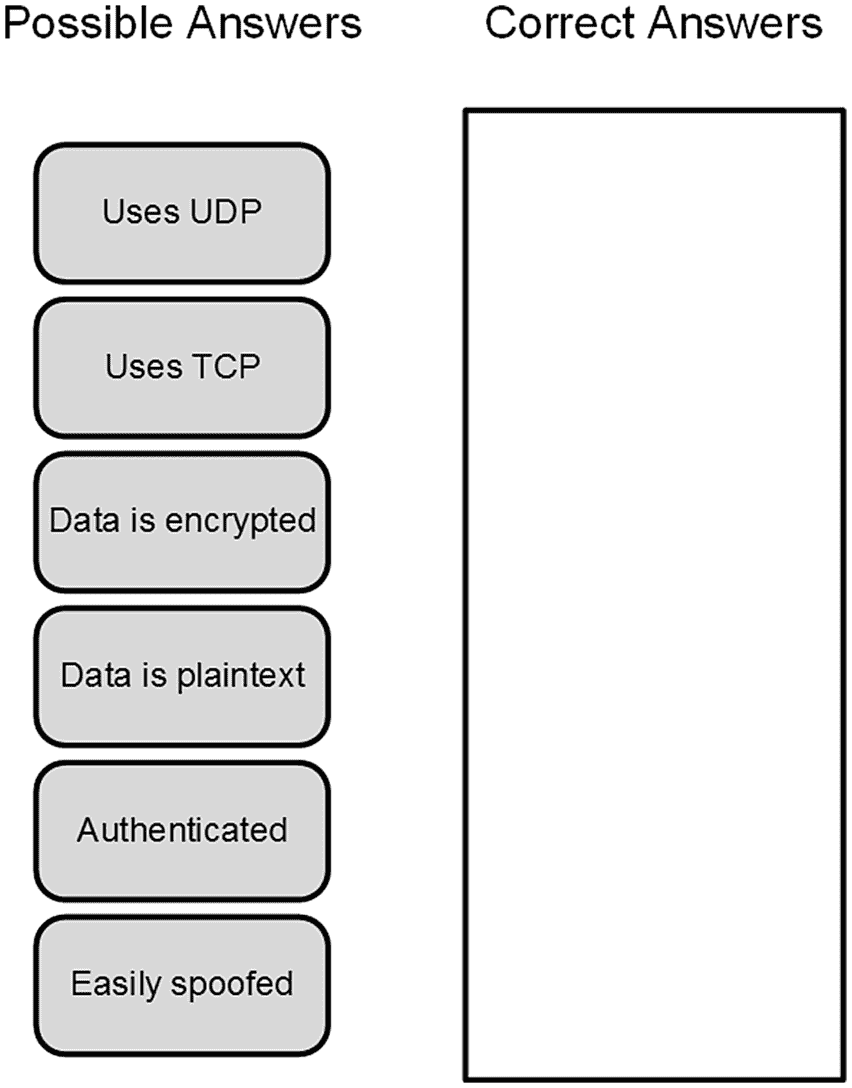 Possible Answers
Correct Answers
Uses UDP
Uses TCP
Data is encrypted
Data is plaintext
Authenticated
Easily spoofed